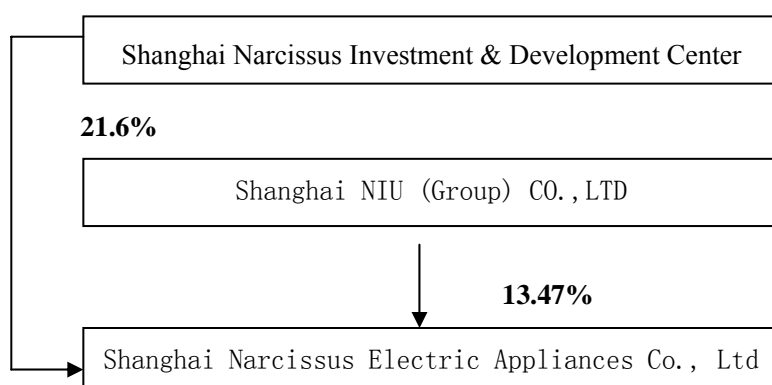 Shanghai Narcissus Investment & Development Center
21.6%
Shanghai NIU (Group) CO.,LTD
13.47%
Shanghai Narcissus Electric Appliances Co., Ltd